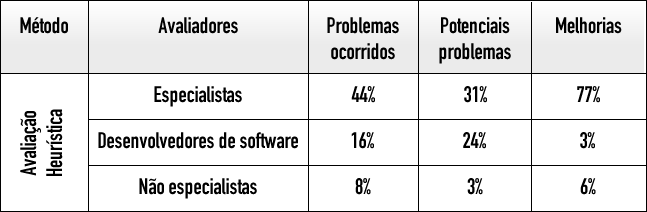 Método Avaliadores Problemas ocorridos Potenciais problemas Melhorias
Avaliação Heurística
Especialistas 44% 31% 77%
Desenvolvedores de software 16% 24% 3%
Não especialistas 8% 3% 6%